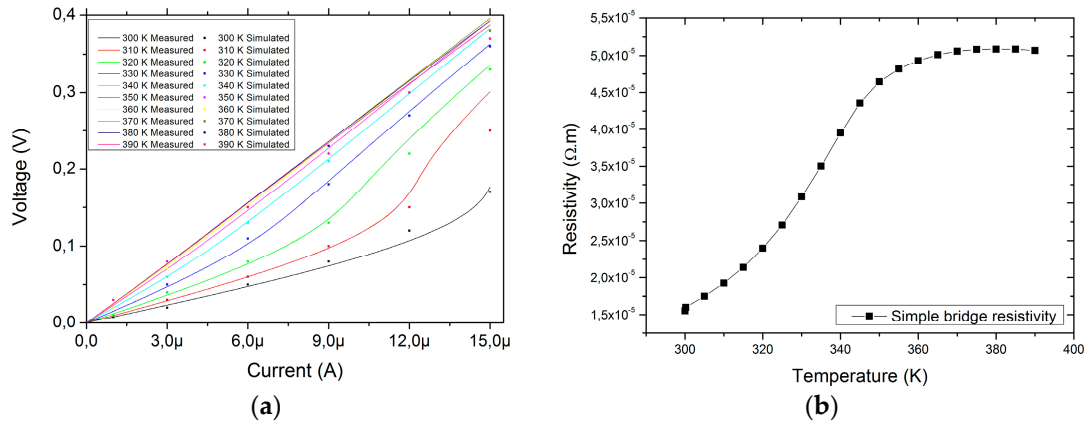 0,4
0,3
0,2
0,1
0,0
Voltage (V)
300 K Measured 300 K Simulated
310 K Measured 310 K Simulated
320 K Measured 320 K Simulated
330 K Measured 330 K Simulated
340 K Measured 340 K Simulated
350 K Measured 350 K Simulated
360 K Measured 360 K Simulated
370 K Measured 370 K Simulated
380 K Measured 380 K Simulated
390 K Measured 390 K Simulated
0,0 3,0µ 6,0µ 9,0µ 12,0µ 15,0µ
Current (A)
(a)
5,5x10⁻⁵
5,0x10⁻⁵
4,5x10⁻⁵
4,0x10⁻⁵
3,5x10⁻⁵
3,0x10⁻⁵
2,5x10⁻⁵
2,0x10⁻⁵
1,5x10⁻⁵
Resistivity (Ω.m)
Simple bridge resistivity
300 320 340 360 380 400
Temperature (K)
(b)